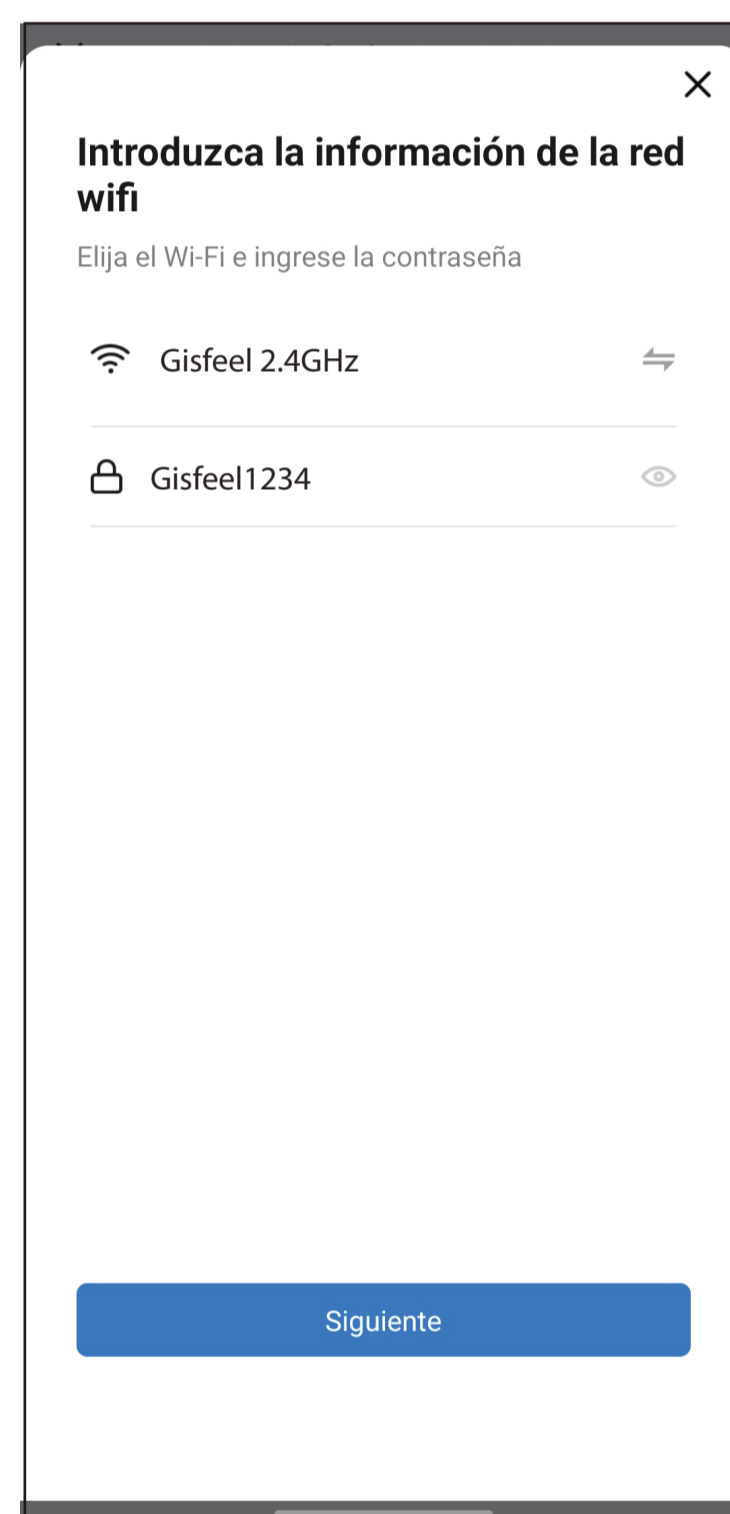 Introduzca la información de la red
wifi
Elija el Wi-Fi e ingrese la contraseña
Gisfeel 2.4GHz
Gisfeel1234
Siguiente